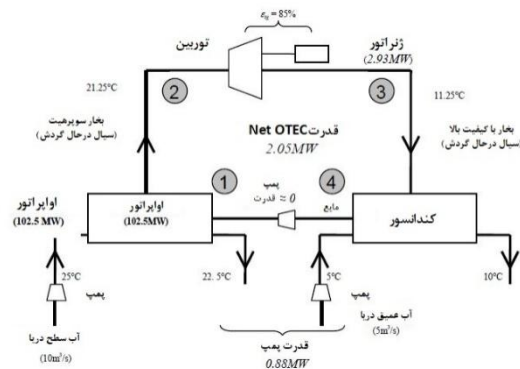 εtg = 85%
توربین
ژنراتور
(2.93MW)
21.25°C
2
3
11.25°C
بخار سوپرهیت
(سیال درحال گردش)
قدرت Net OTEC
2.05MW
بخار با کیفیت بالا
(سیال درحال گردش)
1
پمپ
قدرت ≈ 0
4
مایع
اواپراتور
(102.5 MW)
اواپراتور
(102.5MW)
کندانسور
25°C
22. 5°C
5°C
10°C
پمپ
پمپ
آب سطح دریا
(10m³/s)
آب عمیق دریا
(5m³/s)
قدرت پمپ
0.88MW